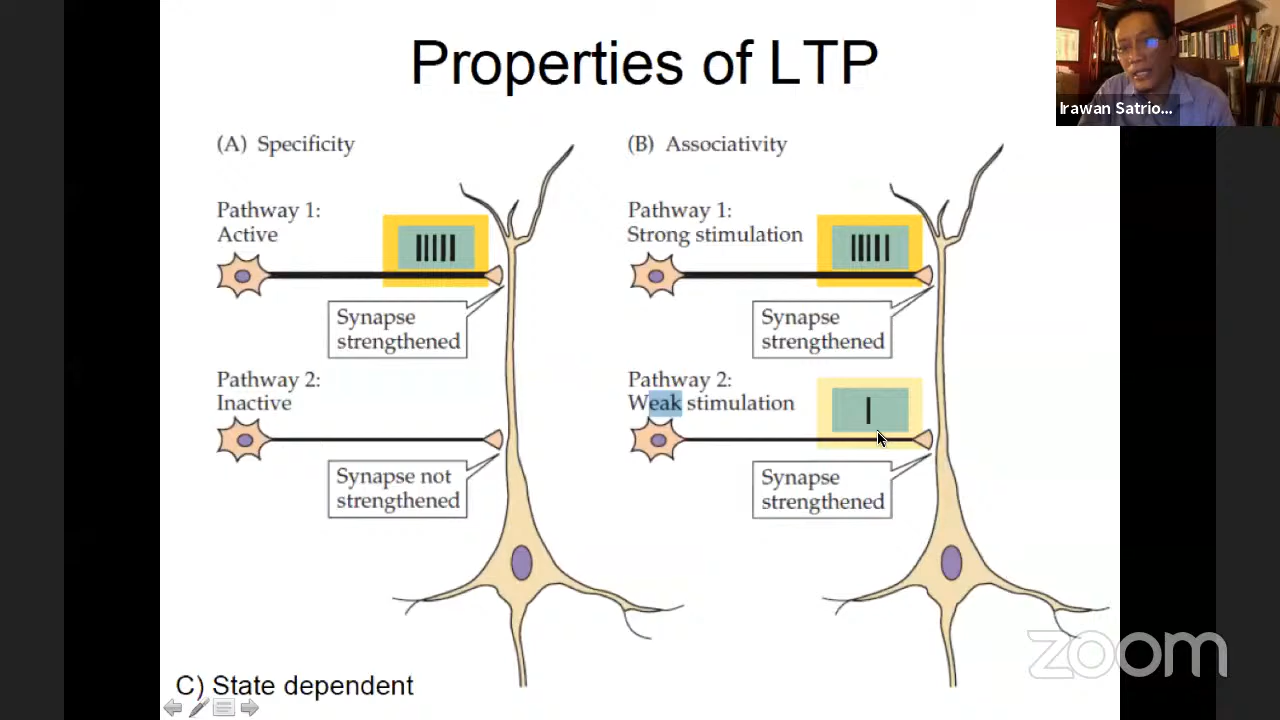 Properties of LTP
Irawan Satrio...
(A) Specificity
Pathway 1:
Active
Synapse
strengthened
Pathway 2:
Inactive
Synapse not
strengthened
(B) Associativity
Pathway 1:
Strong stimulation
Synapse
strengthened
Pathway 2:
Weak stimulation
Synapse
strengthened
C) State dependent
zoom